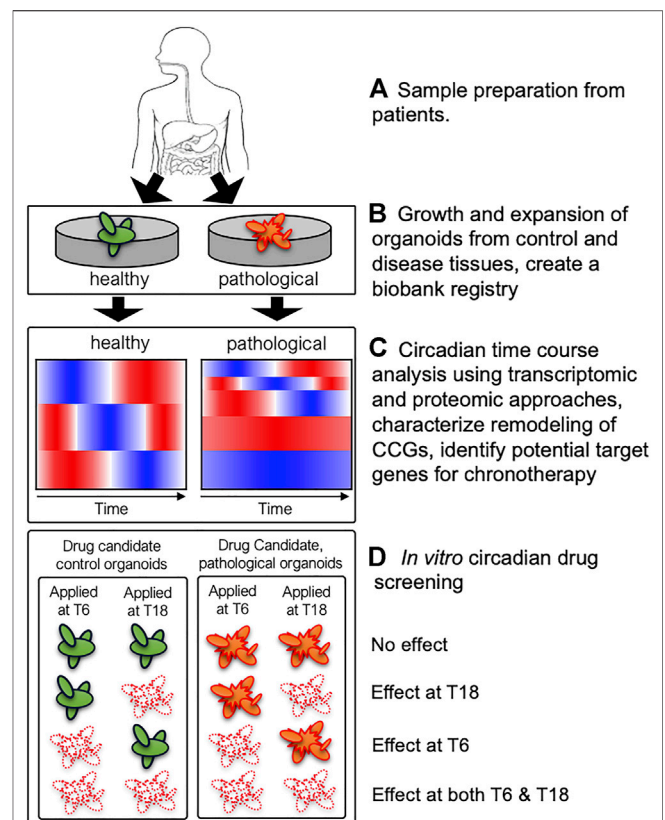 A Sample preparation from
patients.
B Growth and expansion of
organoids from control and
disease tissues, create a
biobank registry
healthy
pathological
C Circadian time course
analysis using transcriptomic
and proteomic approaches,
characterize remodeling of
CCGs, identify potential target
genes for chronotherapy
healthy
pathological
Time
Time
D In vitro circadian drug
screening
Drug candidate
control organoids
Drug Candidate,
pathological organoids
Applied
at T6
Applied
at T18
Applied
at T6
Applied
at T18
No effect
Effect at T18
Effect at T6
Effect at both T6 & T18